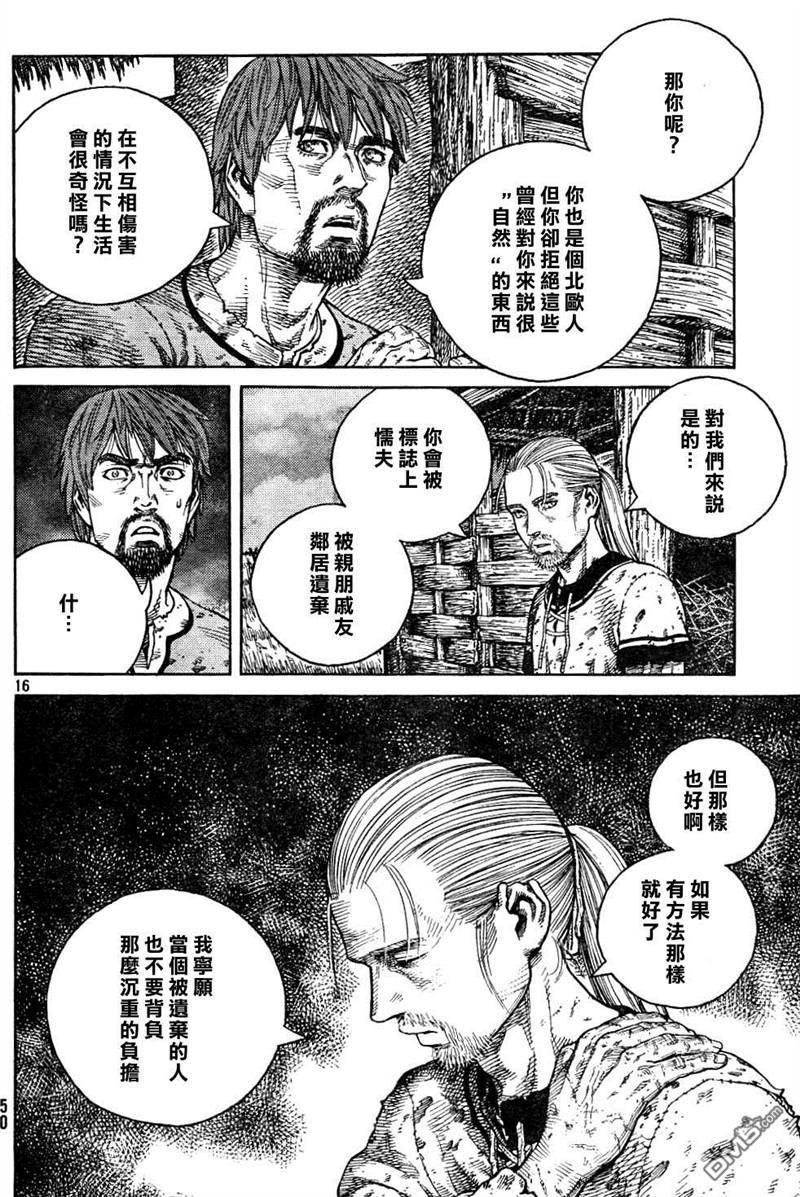 那你呢？
你也是個北歐人
但你卻拒絕這些
曾經對你來說很
"自然"的東西
在不互相傷害
的情況下生活
會很奇怪嗎？
對我們來說
是的…
你會被
標誌上
懦夫
被親朋戚友
鄰居遺棄
什…
16
但那樣
也好啊
如果
有方法那樣
就好了
我寧願
當個被遺棄的人
也不要背負
那麼沉重的負擔
50
DM5.com